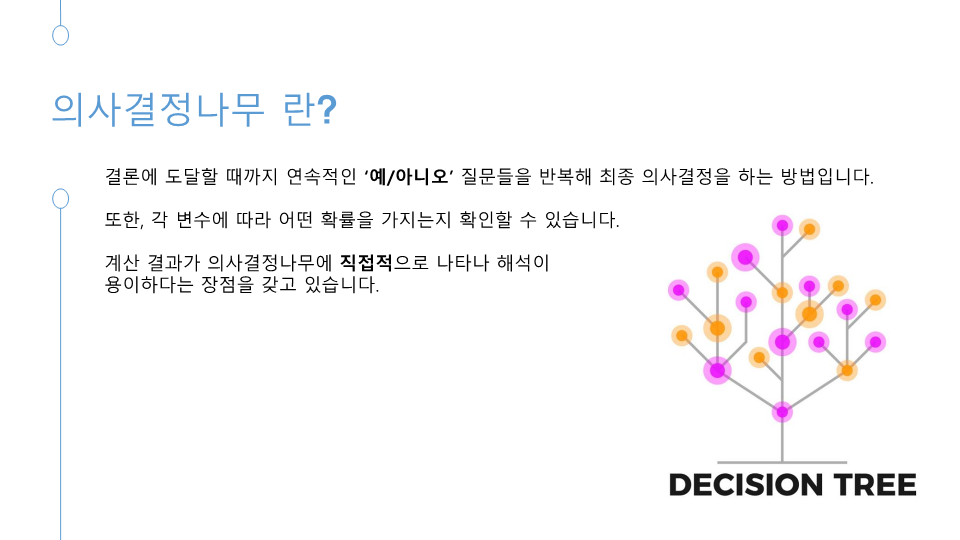 의사결정나무 란?
결론에 도달할 때까지 연속적인 ‘예/아니오’ 질문들을 반복해 최종 의사결정을 하는 방법입니다.
또한, 각 변수에 따라 어떤 확률을 가지는지 확인할 수 있습니다.
계산 결과가 의사결정나무에 직접적으로 나타나 해석이
용이하다는 장점을 갖고 있습니다.
DECISION TREE